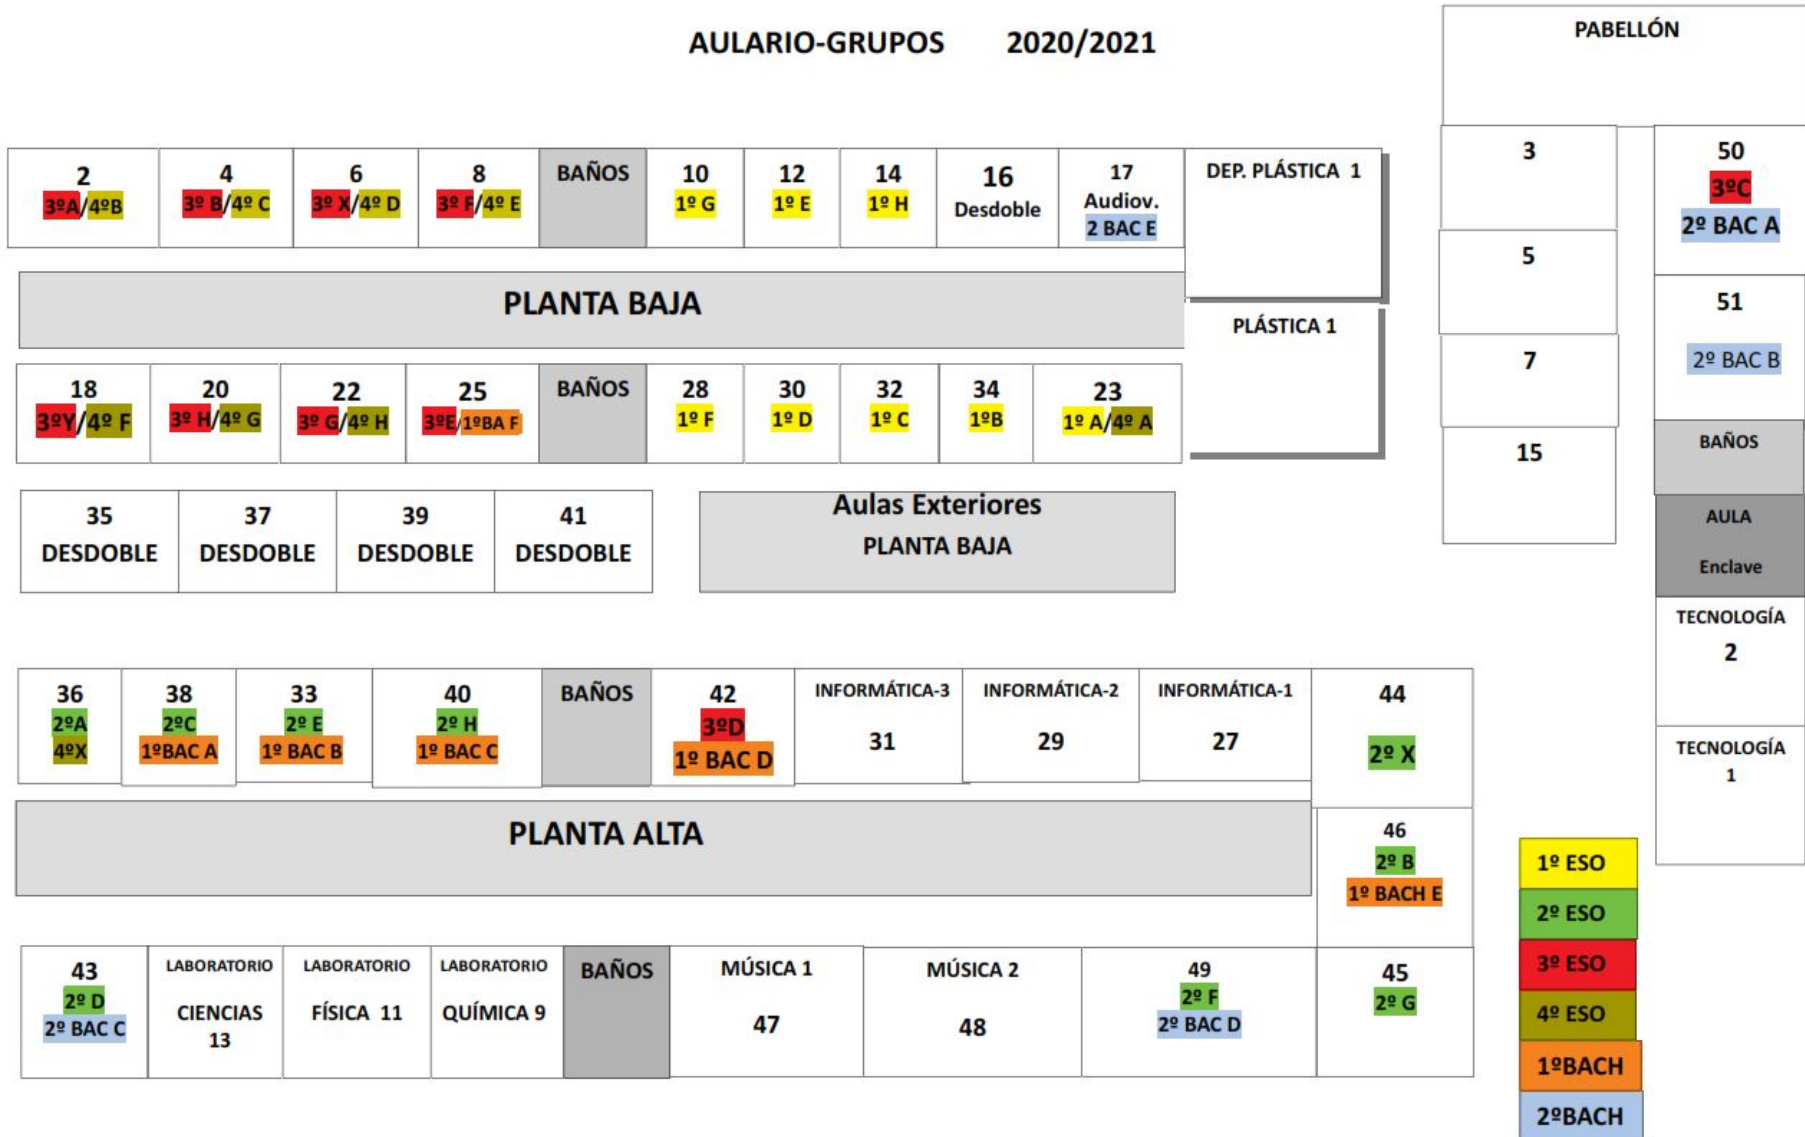 AULARIO-GRUPOS 2020/2021
PABELLÓN
2
3ºA/4ºB
4
3º B/4º C
6
3º X/4º D
8
3º F/4º E
BAÑOS
10
1º G
12
1º E
14
1º H
16
Desdoble
17
Audiov.
2 BAC E
DEP. PLÁSTICA 1
3
50
3ºC
2º BAC A
PLANTA BAJA
5
PLÁSTICA 1
51
2º BAC B
7
18
3ºY/4º F
20
3º H/4º G
22
3º G/4º H
25
3ºE/1ºBA F
BAÑOS
28
1º F
30
1º D
32
1º C
34
1ºB
23
1º A/4º A
15
BAÑOS
35
DESDOBLE
37
DESDOBLE
39
DESDOBLE
41
DESDOBLE
Aulas Exteriores
PLANTA BAJA
AULA
Enclave
TECNOLOGÍA
2
36
2ºA
4ºX
38
2ºC
1ºBAC A
33
2º E
1º BAC B
40
2º H
1º BAC C
BAÑOS
42
3ºD
1º BAC D
INFORMÁTICA-3
31
INFORMÁTICA-2
29
INFORMÁTICA-1
27
44
2º X
TECNOLOGÍA
1
PLANTA ALTA
46
2º B
1º BACH E
43
2º D
2º BAC C
LABORATORIO
CIENCIAS
13
LABORATORIO
FÍSICA 11
LABORATORIO
QUÍMICA 9
BAÑOS
MÚSICA 1
47
MÚSICA 2
48
49
2º F
2º BAC D
45
2º G
1º ESO
2º ESO
3º ESO
4º ESO
1ºBACH
2ºBACH